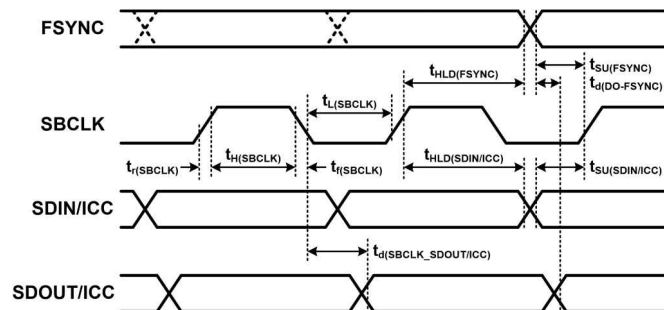 FSYNC
tSU(FSYNC)
tHLD(FSYNC)
td(DO-FSYNC)
tL(SBCLK)
SBCLK
tr(SBCLK)
tH(SBCLK)
tf(SBCLK)
tHLD(SDIN/ICC)
tSU(SDIN/ICC)
SDIN/ICC
td(SBCLK_SDOUT/ICC)
SDOUT/ICC